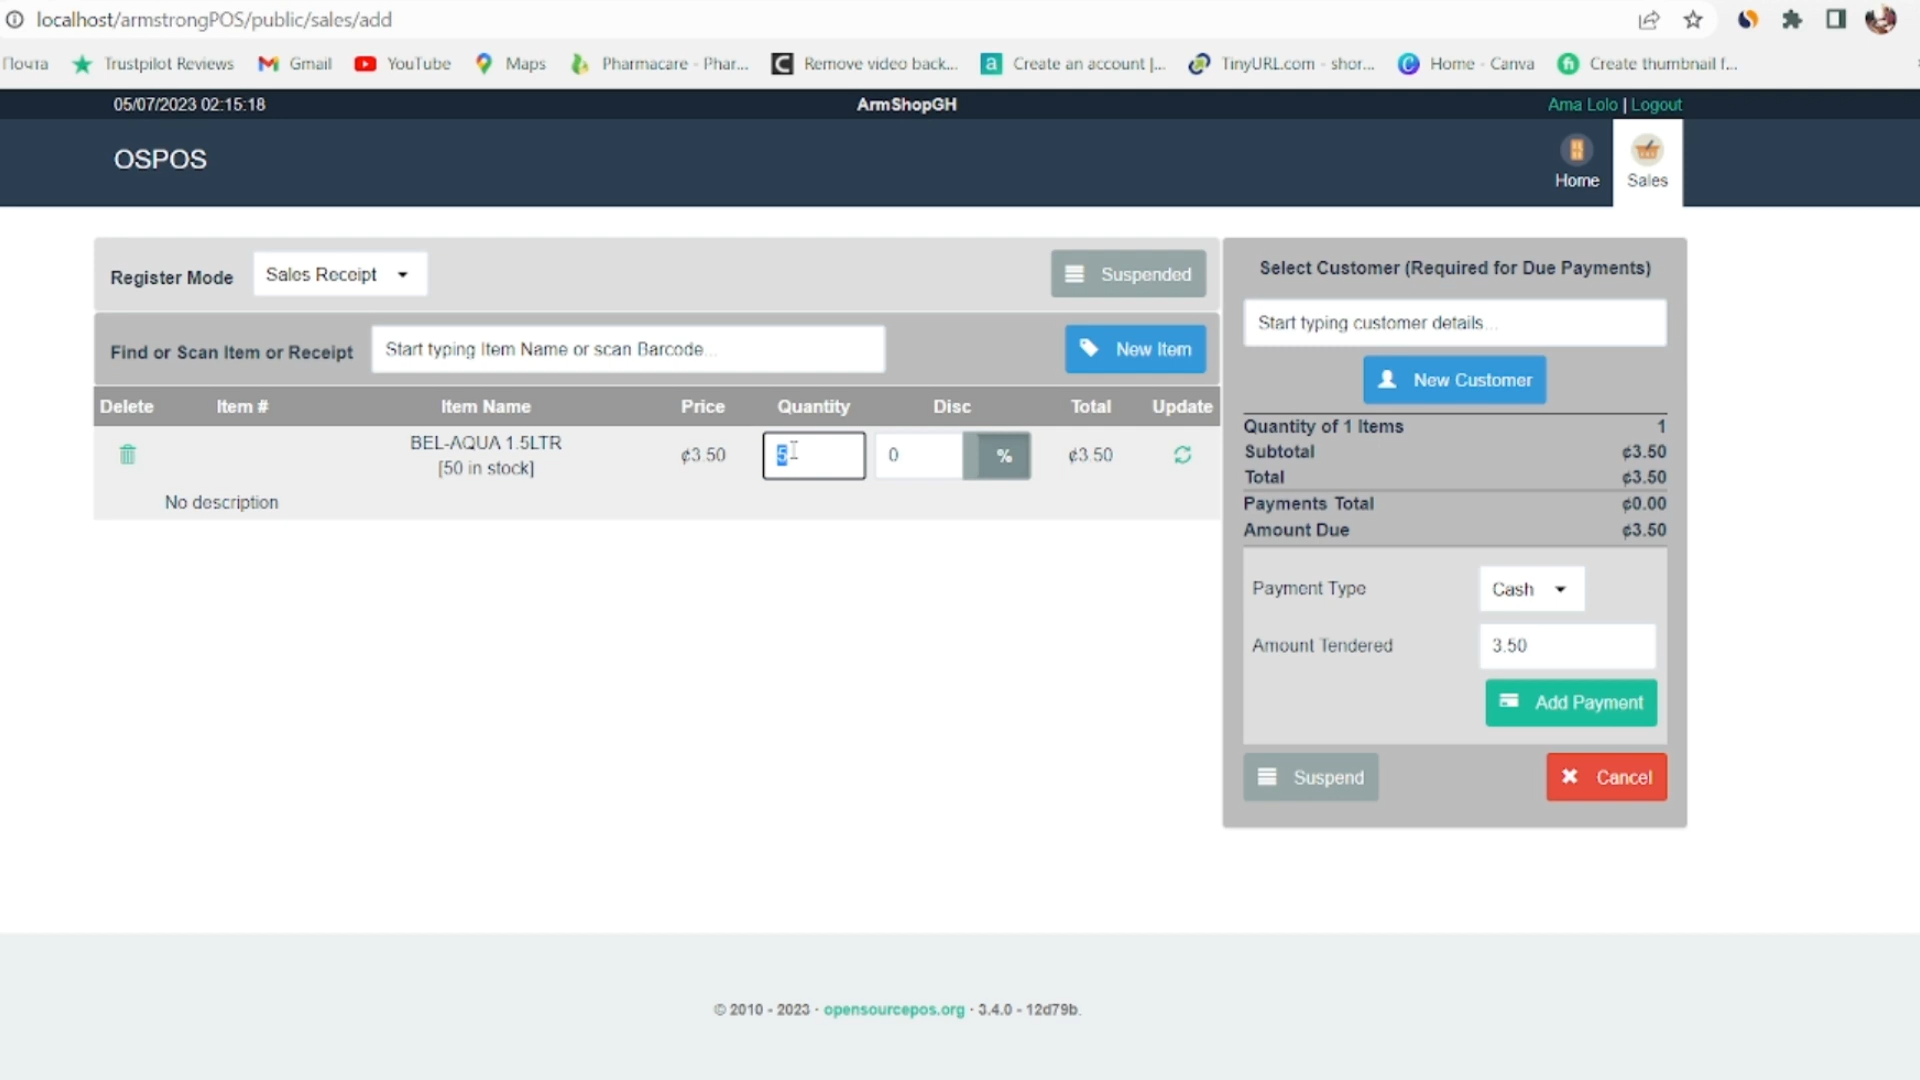 localhost/armstrongPOS/public/sales/add
Почта Trustpilot Reviews Gmail YouTube Maps Pharmacare - Phar... Remove video back... Create an account |... TinyURL.com - shor... Home - Canva Create thumbnail f...
05/07/2023 02:15:18 ArmShopGH Ama Lolo | Logout
OSPOS
Home Sales
Register Mode Sales Receipt Suspended
Find or Scan Item or Receipt Start typing Item Name or scan Barcode... New Item
Delete Item # Item Name Price Quantity Disc Total Update
BEL-AQUA 1.5LTR
[50 in stock]
¢3.50 5 0 % ¢3.50
No description
Select Customer (Required for Due Payments)
Start typing customer details...
New Customer
Quantity of 1 Items 1
Subtotal ¢3.50
Total ¢3.50
Payments Total ¢0.00
Amount Due ¢3.50
Payment Type Cash
Amount Tendered 3.50
Add Payment
Suspend Cancel
© 2010 - 2023 · opensourcepos.org · 3.4.0 - 12d79b.